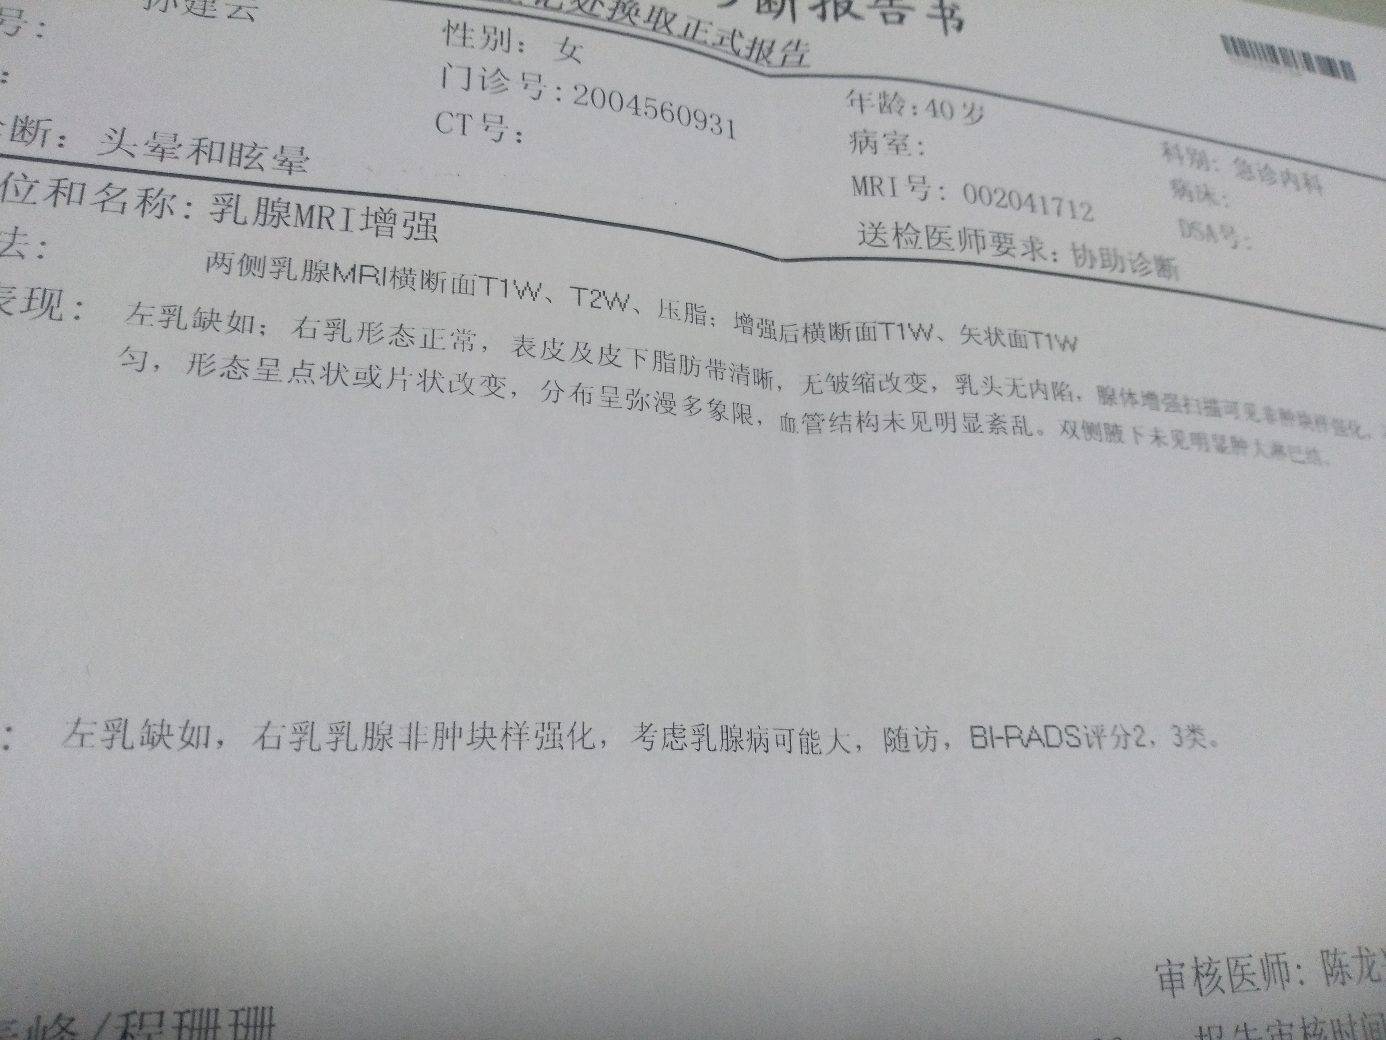 断报告书
记处换取正式报告
孙建云
号:
性别: 女
年龄:40岁
科别: 急诊内科
:
门诊号:2004560931
病室:
病床:
诊断: 头晕和眩晕
CT号:
MRI号: 002041712
DSA号:
位和名称: 乳腺MRI增强
送检医师要求: 协助诊断
法: 两侧乳腺MRI横断面T1W、T2W、压脂; 增强后横断面T1W、矢状面T1W
表现: 左乳缺如; 右乳形态正常, 表皮及皮下脂肪带清晰, 无皱缩改变, 乳头无内陷, 腺体增强扫描可见非肿块样强化,
匀, 形态呈点状或片状改变, 分布呈弥漫多象限, 血管结构未见明显紊乱。双侧腋下未见明显肿大淋巴结。
: 左乳缺如, 右乳乳腺非肿块样强化, 考虑乳腺病可能大, 随访, BI-RADS评分2, 3类。
审核医师: 陈龙
峰/程珊珊
报告审核时间